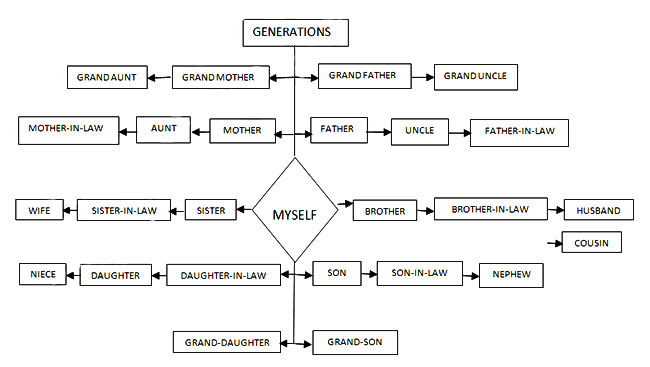 GENERATIONS
GRAND AUNT
GRAND MOTHER
GRAND FATHER
GRAND UNCLE
MOTHER-IN-LAW
AUNT
MOTHER
FATHER
UNCLE
FATHER-IN-LAW
WIFE
SISTER-IN-LAW
SISTER
MYSELF
BROTHER
BROTHER-IN-LAW
HUSBAND
COUSIN
NIECE
DAUGHTER
DAUGHTER-IN-LAW
SON
SON-IN-LAW
NEPHEW
GRAND-DAUGHTER
GRAND-SON